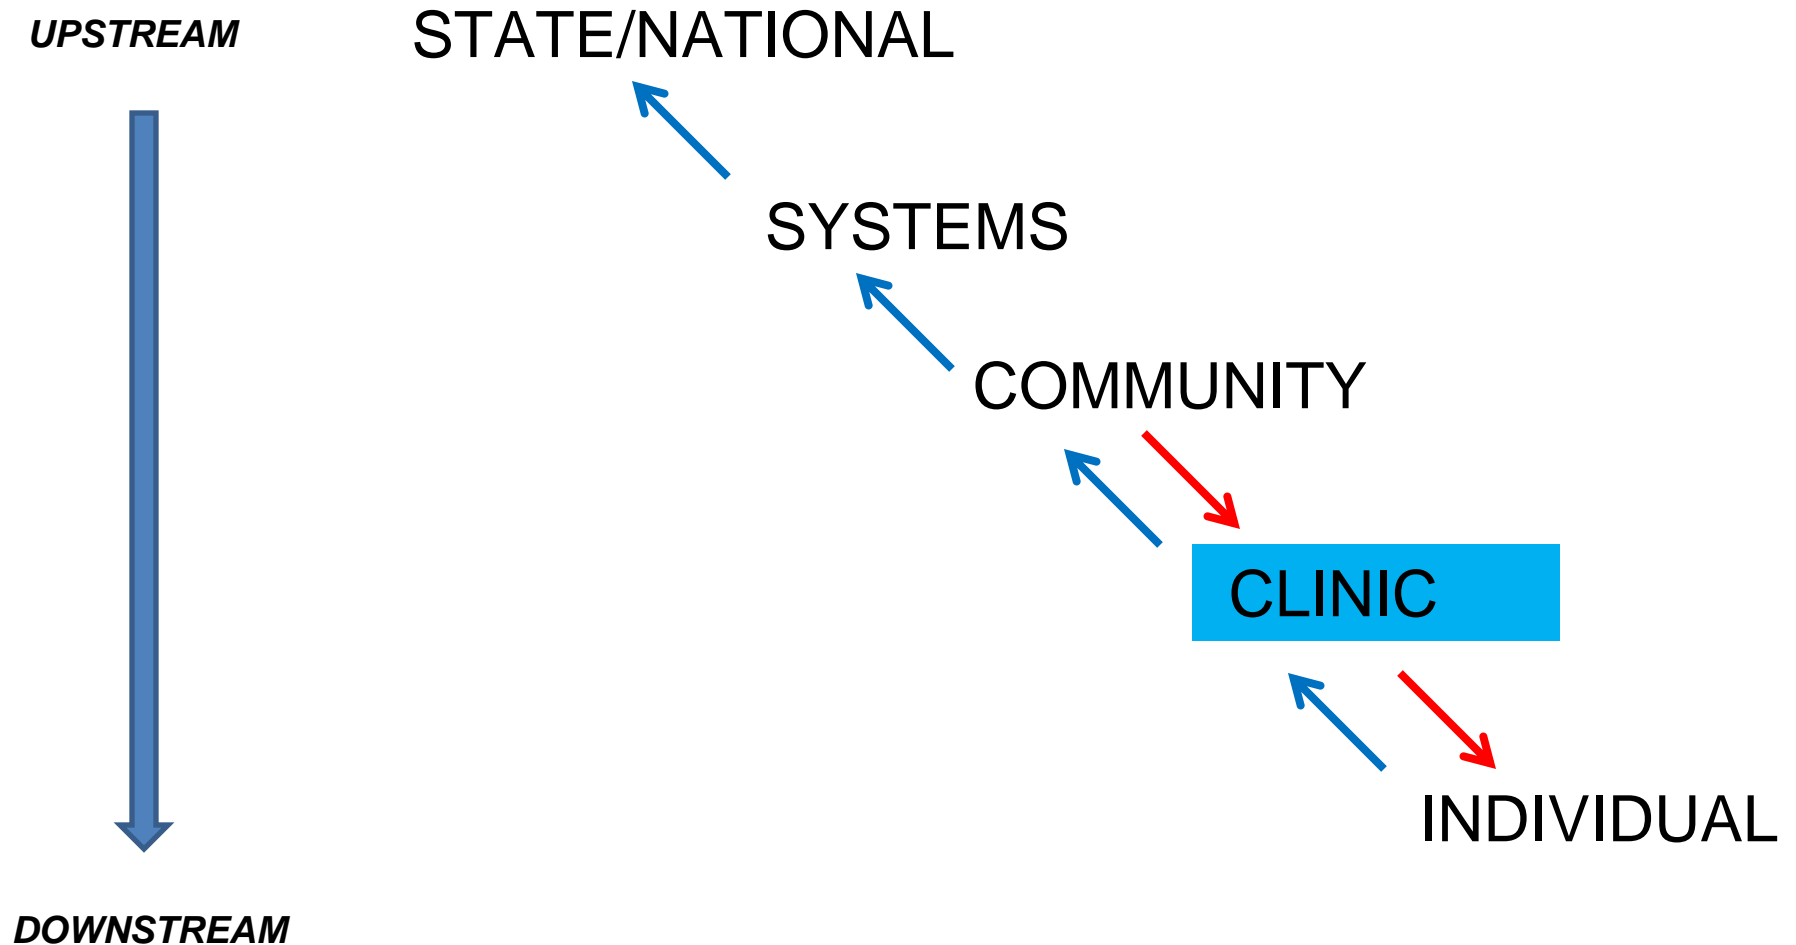 UPSTREAM
STATE/NATIONAL
SYSTEMS
COMMUNITY
CLINIC
INDIVIDUAL
DOWNSTREAM